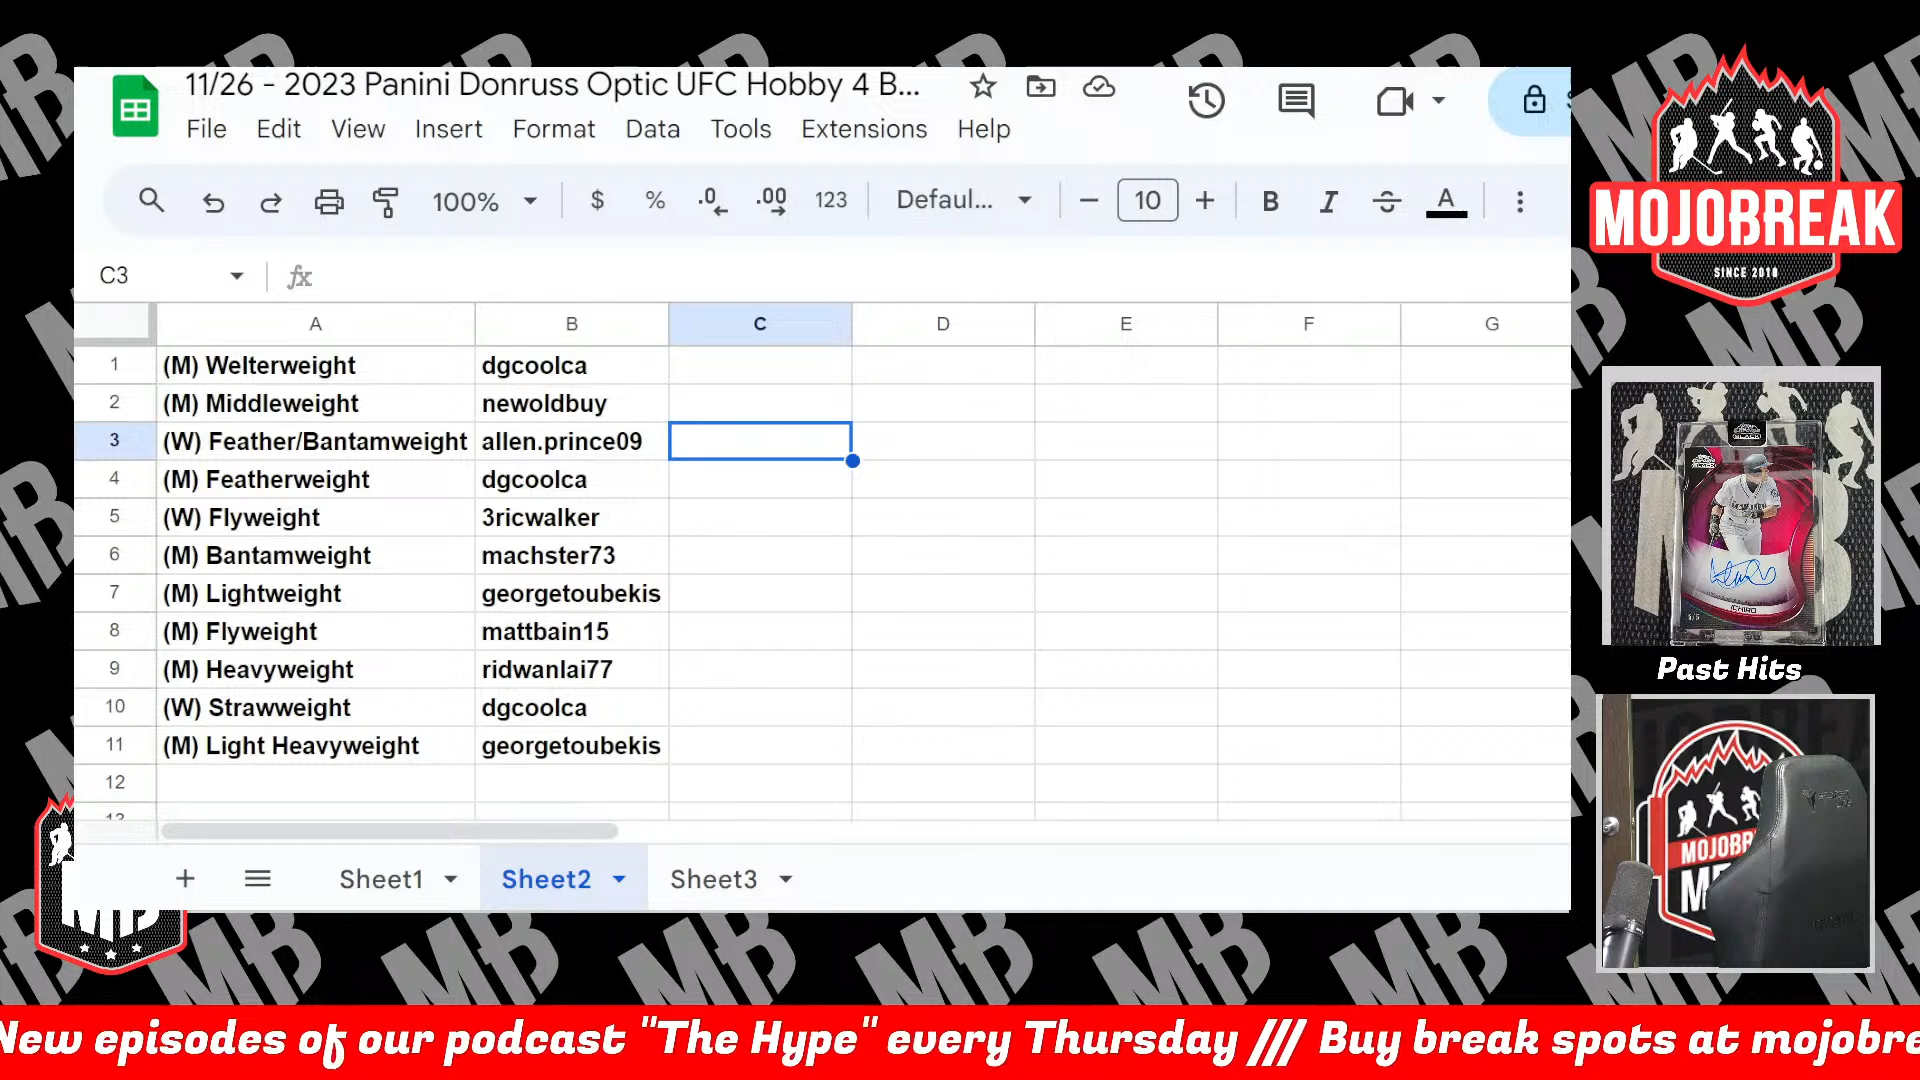 11/26 - 2023 Panini Donruss Optic UFC Hobby 4 B...
File Edit View Insert Format Data Tools Extensions Help
100% $ % .0 .00 123 Defaul... 10 B I S A
C3 fx
A B C D E F G
1 (M) Welterweight dgcoolca
2 (M) Middleweight newoldbuy
3 (W) Feather/Bantamweight allen.prince09
4 (M) Featherweight dgcoolca
5 (W) Flyweight 3ricwalker
6 (M) Bantamweight machster73
7 (M) Lightweight georgetoubekis
8 (M) Flyweight mattbain15
9 (M) Heavyweight ridwanlai77
10 (W) Strawweight dgcoolca
11 (M) Light Heavyweight georgetoubekis
12
Sheet1 Sheet2 Sheet3
MOJOBREAK
SINCE 2010
ICHIRO
Past Hits
MOJOBR
MB
New episodes of our podcast "The Hype" every Thursday /// Buy break spots at mojobre